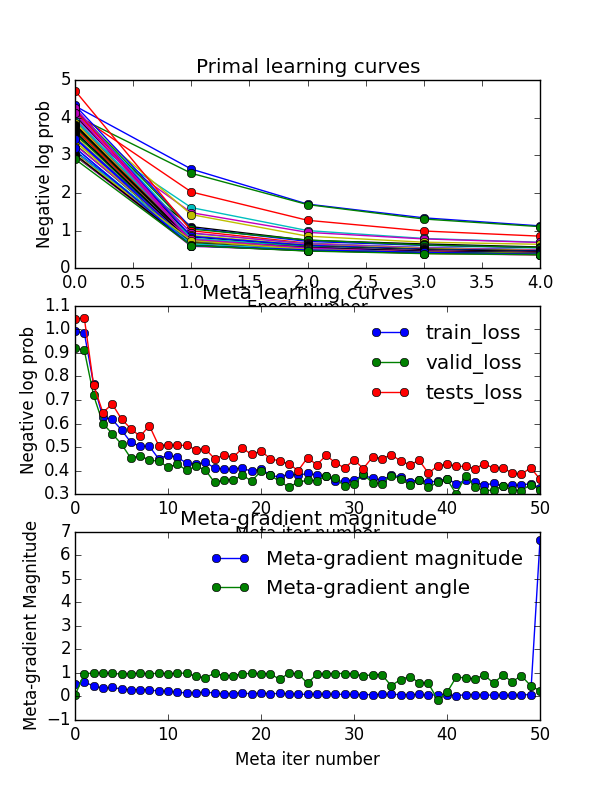 Primal learning curves
5
4
3
2
1
0
Negative log prob
0.0 0.5 1.0 1.5 2.0 2.5 3.0 3.5 4.0
Epoch number
Meta learning curves
1.1
1.0
0.9
0.8
0.7
0.6
0.5
0.4
0.3
Negative log prob
train_loss
valid_loss
tests_loss
0 10 20 30 40 50
Meta iter number
Meta-gradient magnitude
7
6
5
4
3
2
1
0
−1
Meta-gradient Magnitude
Meta-gradient magnitude
Meta-gradient angle
0 10 20 30 40 50
Meta iter number